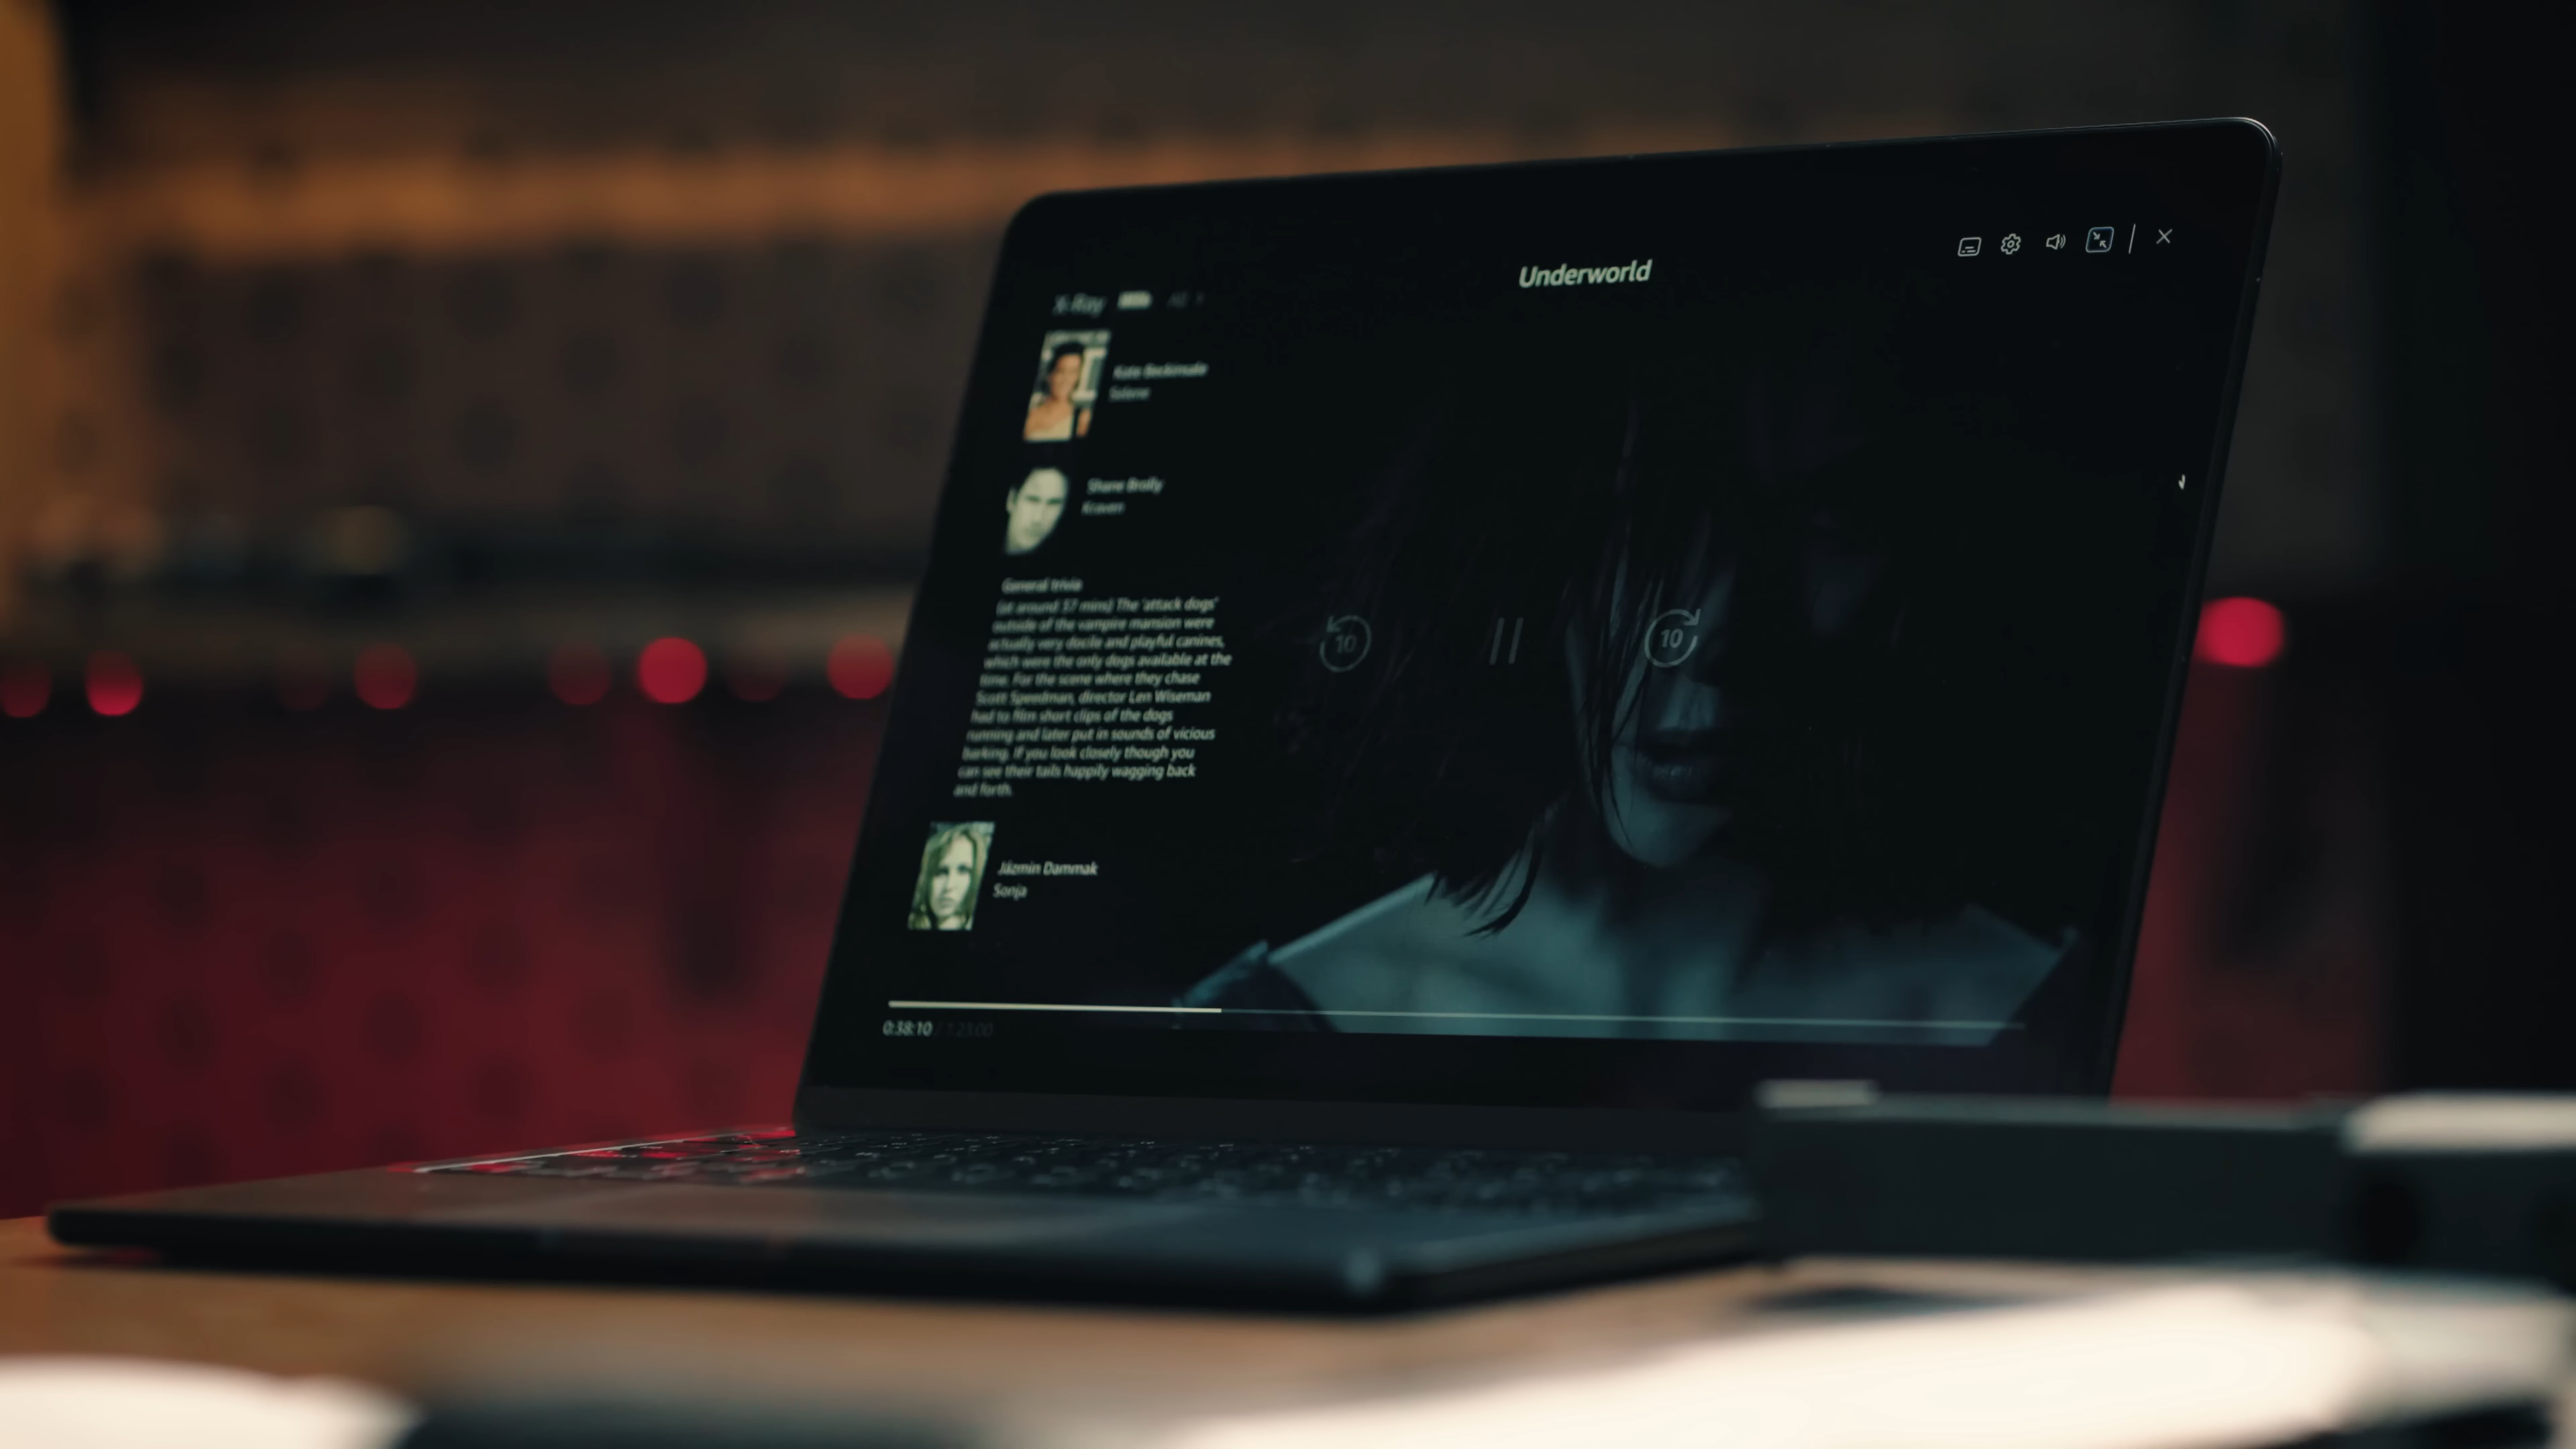 Underworld
X-Ray
All
Kate Beckinsale
Selene
Shane Brolly
Kraven
General trivia
(at around 37 mins) The 'attack dogs'
outside of the vampire mansion were
actually very docile and playful canines,
which were the only dogs available at the
time. For the scene where they chase
Scott Speedman, director Len Wiseman
had to film short clips of the dogs
running and later put in sounds of vicious
barking. If you look closely though you
can see their tails happily wagging back
and forth.
10
10
Jázmin Dammak
Sonja
0:38:10